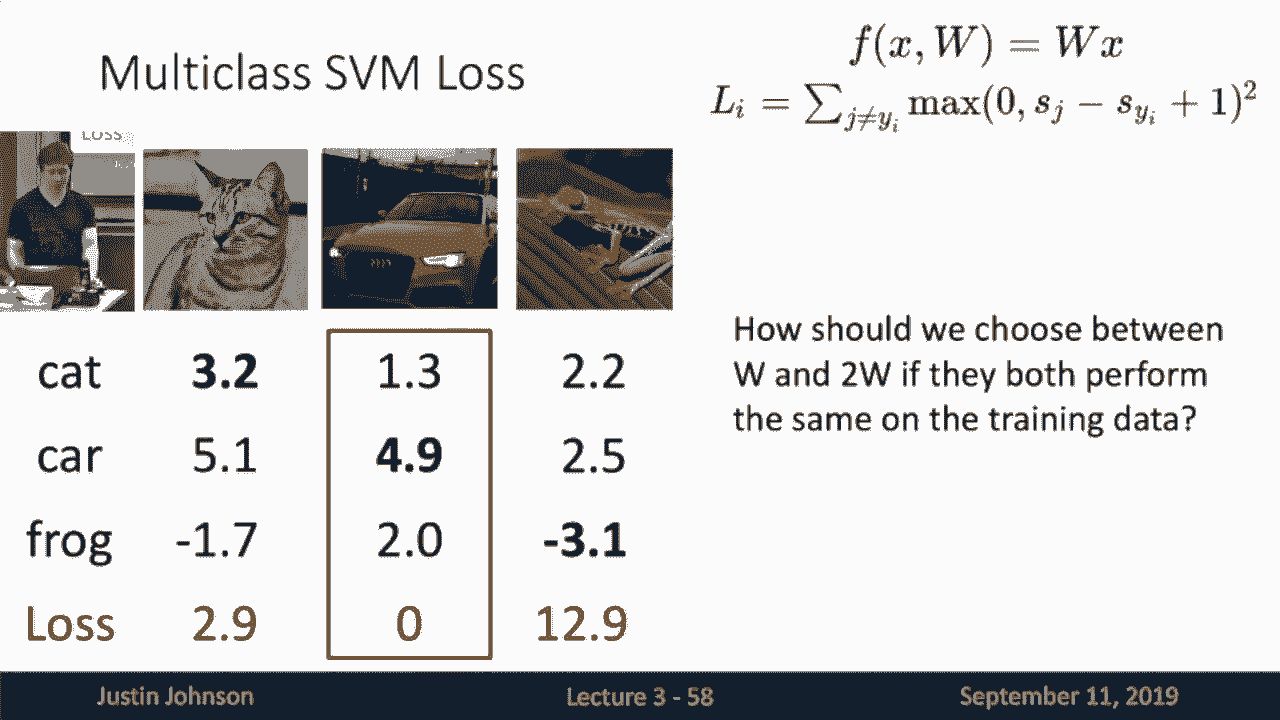 Multiclass SVM Loss
f(x, W) = Wx
L_i = ∑_{j≠y_i} max(0, s_j − s_{y_i} + 1)^2
Loss
cat 3.2 1.3 2.2
car 5.1 4.9 2.5
frog -1.7 2.0 -3.1
Loss 2.9 0 12.9
How should we choose between
W and 2W if they both perform
the same on the training data?
Justin Johnson Lecture 3 - 58 September 11, 2019